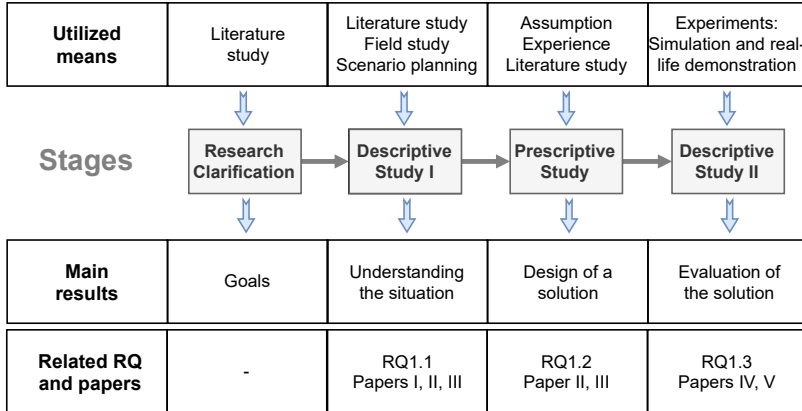 Utilized
means
Literature
study
Literature study
Field study
Scenario planning
Assumption
Experience
Literature study
Experiments:
Simulation and real-
life demonstration
Stages
Research
Clarification
Descriptive
Study I
Prescriptive
Study
Descriptive
Study II
Main
results
Goals
Understanding
the situation
Design of a
solution
Evaluation of
the solution
Related RQ
and papers
-
RQ1.1
Papers I, II, III
RQ1.2
Paper II, III
RQ1.3
Papers IV, V